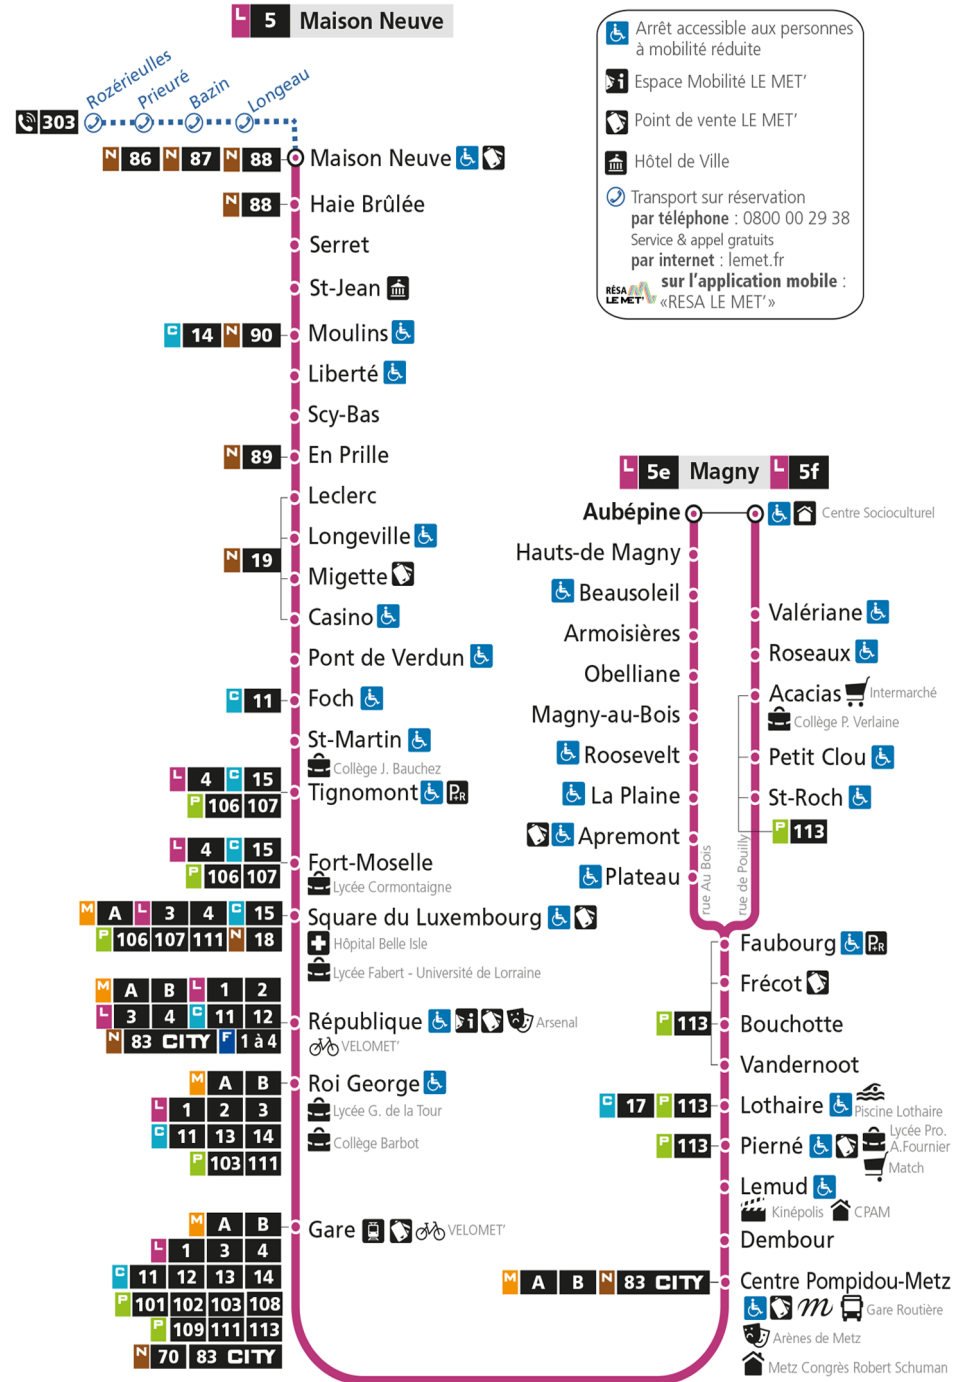 L 5 Maison Neuve
Arrêt accessible aux personnes
à mobilité réduite
Espace Mobilité LE MET'
Point de vente LE MET'
Hôtel de Ville
Transport sur réservation
par téléphone : 0800 00 29 38
Service & appel gratuits
par internet : lemet.fr
RÉSA LE MET' sur l'application mobile :
«RESA LE MET'»
Rozérieulles
Prieuré
Bazin
Longeau
303
N 86 N 87 N 88 Maison Neuve
N 88 Haie Brûlée
Serret
St-Jean
C 14 N 90 Moulins
Liberté
Scy-Bas
N 89 En Prille
Leclerc
Longeville
N 19
Migette
Casino
Pont de Verdun
C 11 Foch
St-Martin
Collège J. Bauchez
L 4 C 15
P 106 107
Tignomont P+R
L 4 C 15
P 106 107
Fort-Moselle
Lycée Cormontaigne
M A L 3 4 C 15
P 106 107 111 N 18
Square du Luxembourg
Hôpital Belle Isle
Lycée Fabert - Université de Lorraine
M A B L 1 2
L 3 4 C 11 12
N 83 CITY F 1 à 4
République Arsenal
VELOMET'
M A B
L 1 2 3
C 11 13 14
P 103 111
Roi George
Lycée G. de la Tour
Collège Barbot
M A B
L 1 3 4
C 11 12 13 14
P 101 102 103 108
P 109 111 113
N 70 83 CITY
Gare VELOMET'
L 5e Magny L 5f
Aubépine Centre Socioculturel
Hauts-de Magny
Beausoleil
Armoisières
Obelliane
Magny-au-Bois
Roosevelt
La Plaine
Apremont
Plateau
rue Au Bois
rue de Pouilly
Valériane
Roseaux
Acacias Intermarché
Collège P. Verlaine
Petit Clou
St-Roch
P 113
Faubourg P+R
Frécot
P 113 Bouchotte
Vandernoot
C 17 P 113 Lothaire
Piscine Lothaire
P 113 Pierné
Lycée Pro.
A.Fournier
Match
Lemud
Kinépolis CPAM
Dembour
M A B N 83 CITY Centre Pompidou-Metz
m Gare Routière
Arènes de Metz
Metz Congrès Robert Schuman